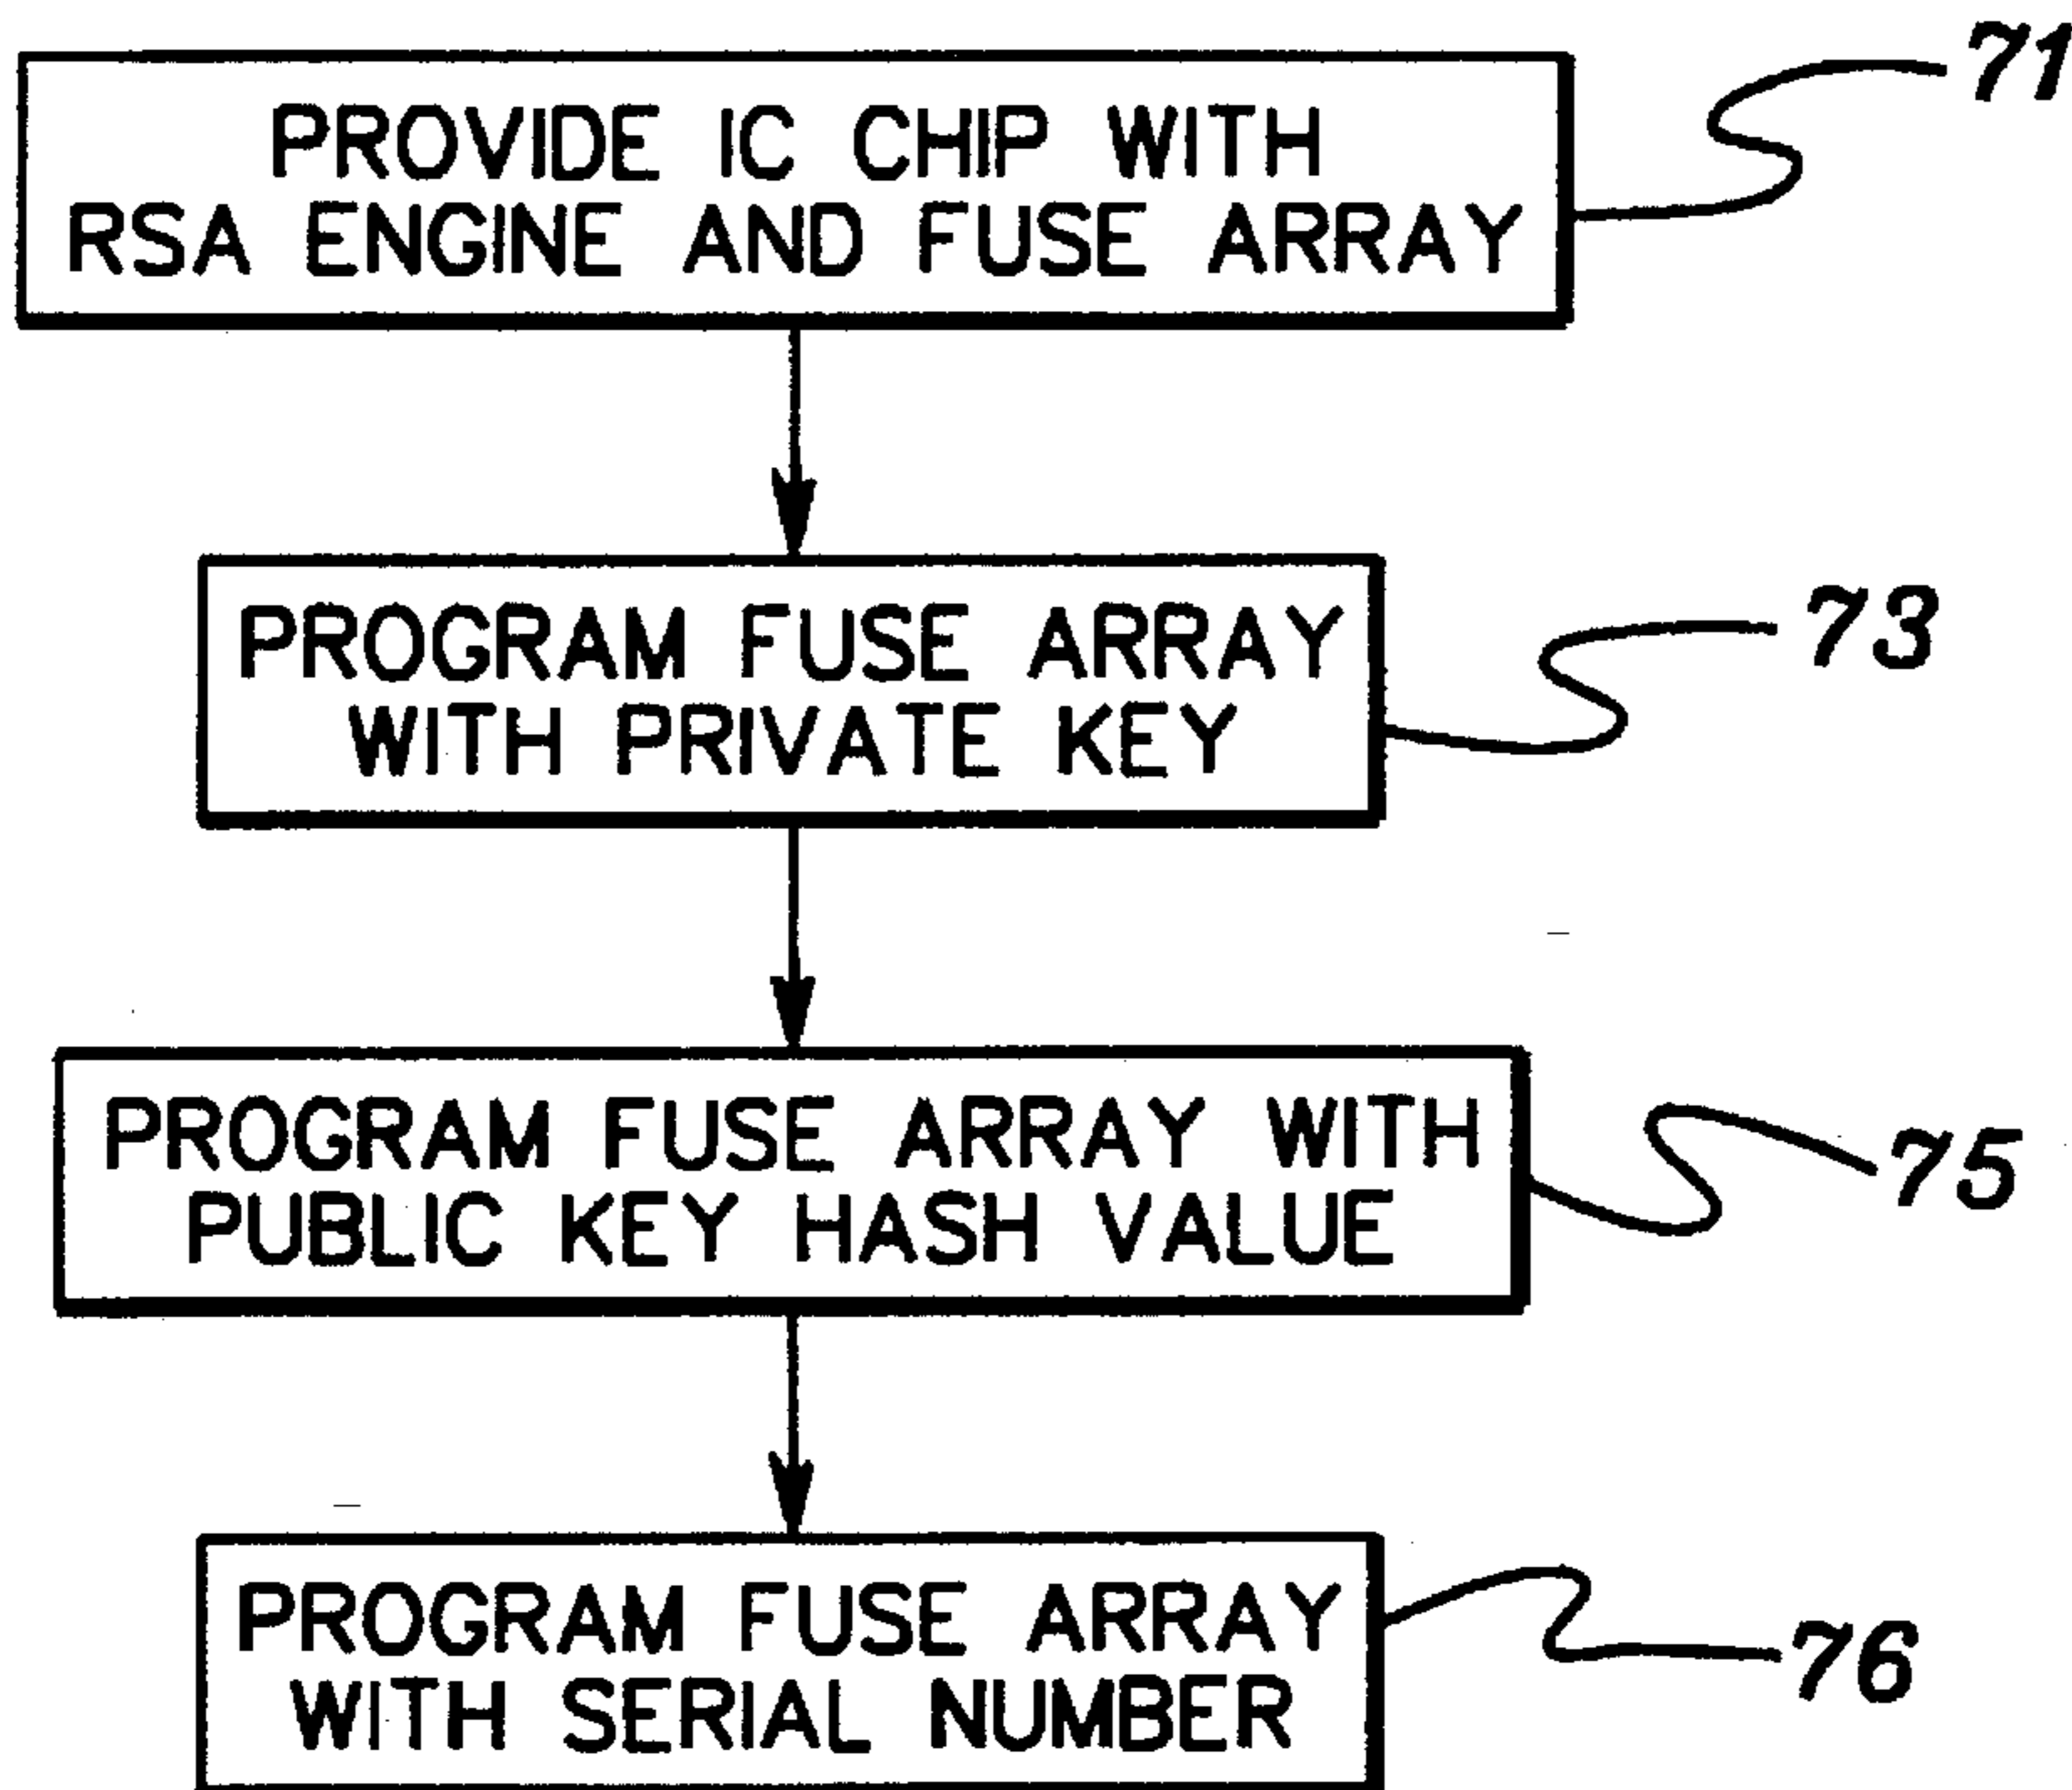 PROVIDE IC CHIP WITH
RSA ENGINE AND FUSE ARRAY
71
PROGRAM FUSE ARRAY
WITH PRIVATE KEY
73
PROGRAM FUSE ARRAY WITH
PUBLIC KEY HASH VALUE
75
PROGRAM FUSE ARRAY
WITH SERIAL NUMBER
76